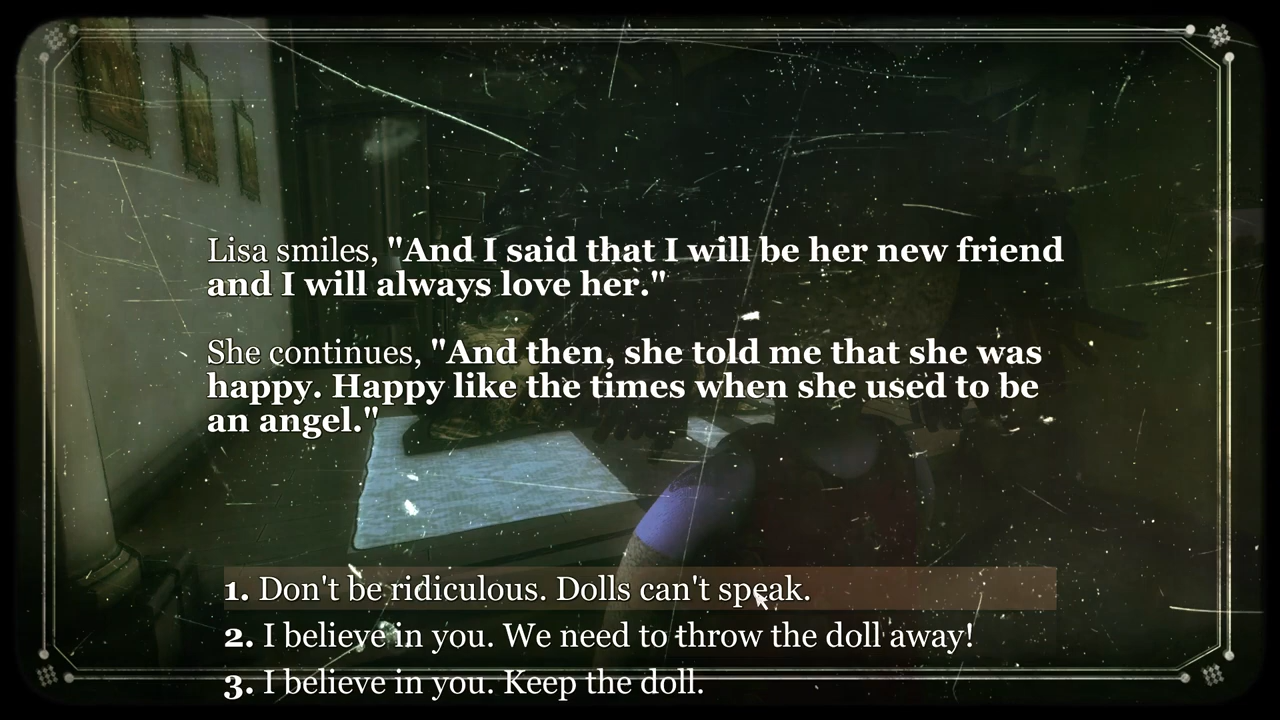 Lisa smiles, "And I said that I will be her new friend
and I will always love her."
She continues, "And then, she told me that she was
happy. Happy like the times when she used to be
an angel."
1. Don't be ridiculous. Dolls can't speak.
2. I believe in you. We need to throw the doll away!
3. I believe in you. Keep the doll.